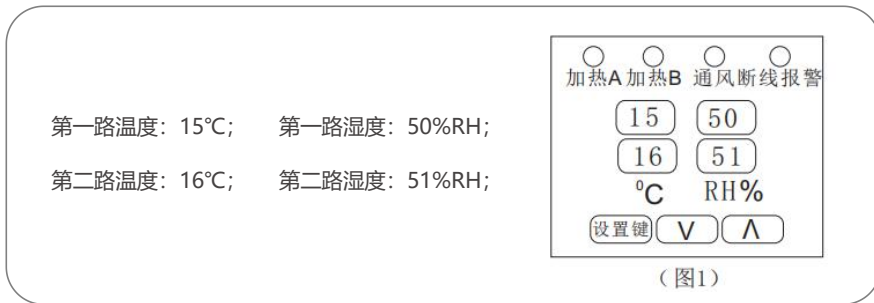 第一路温度：15℃； 第一路湿度：50%RH；
第二路温度：16℃； 第二路湿度：51%RH；
加热A 加热B 通风 断线报警
15 50
16 51
⁰C RH%
设置键 V Λ
（图1）